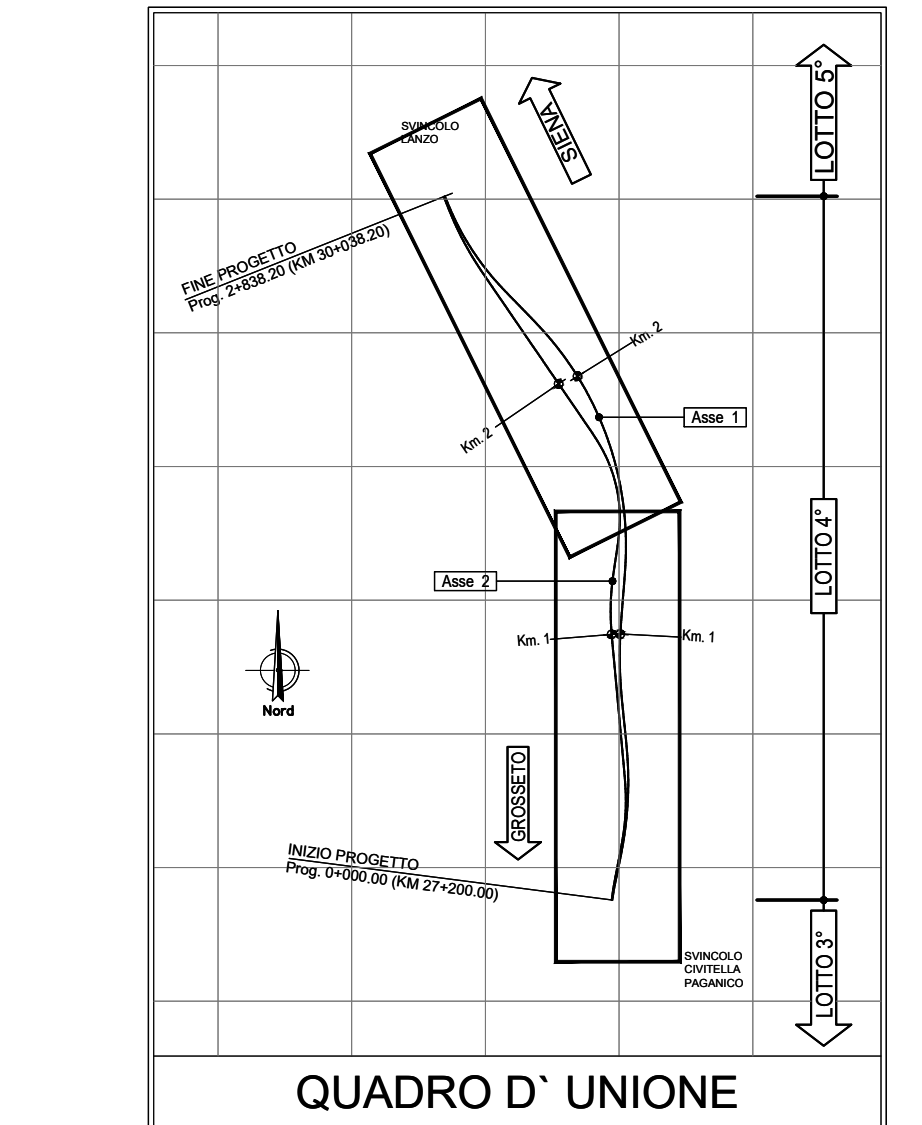 LOTTO 5°
SIENA
SVINCOLO
LANZO
FINE PROGETTO
Prog. 2+838.20 (KM 30+038.20)
Km. 2
Km. 2
Asse 1
LOTTO 4°
Asse 2
Km. 1
Km. 1
Nord
GROSSETO
INIZIO PROGETTO
Prog. 0+000.00 (KM 27+200.00)
SVINCOLO
CIVITELLA
PAGANICO
LOTTO 3°
QUADRO D` UNIONE